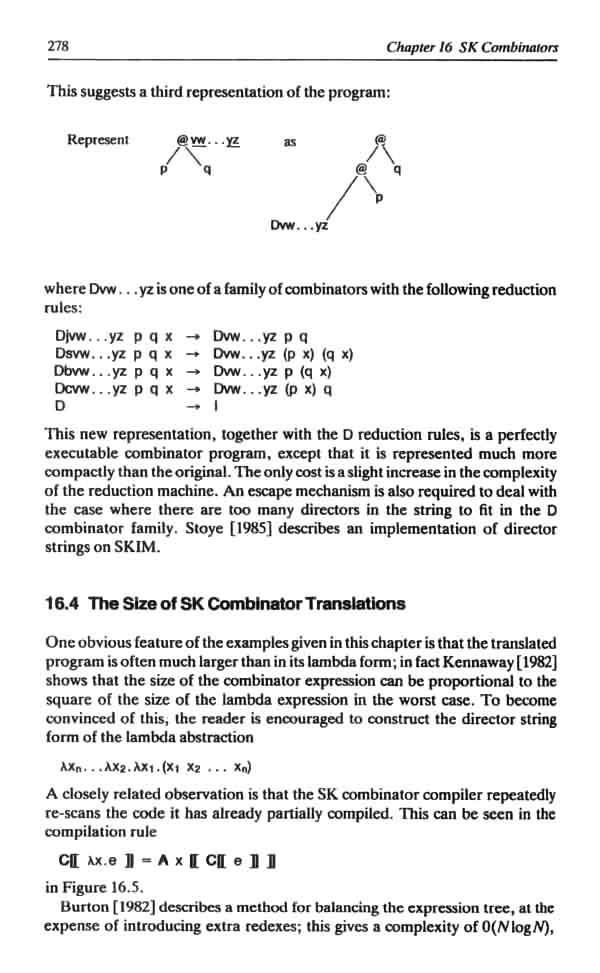 278 Chapter 16 SK Combinators
This suggests a third representation of the program:
Represent @vw...yz as @
p q @ q
p
Dvw...yz
where Dvw...yz is one of a family of combinators with the following reduction
rules:
Djvw...yz p q x → Dvw...yz p q
Dsvw...yz p q x → Dvw...yz (p x) (q x)
Dbvw...yz p q x → Dvw...yz p (q x)
Dcvw...yz p q x → Dvw...yz (p x) q
D → I
This new representation, together with the D reduction rules, is a perfectly
executable combinator program, except that it is represented much more
compactly than the original. The only cost is a slight increase in the complexity
of the reduction machine. An escape mechanism is also required to deal with
the case where there are too many directors in the string to fit in the D
combinator family. Stoye [1985] describes an implementation of director
strings on SKIM.
16.4 The Size of SK Combinator Translations
One obvious feature of the examples given in this chapter is that the translated
program is often much larger than in its lambda form; in fact Kennaway [1982]
shows that the size of the combinator expression can be proportional to the
square of the size of the lambda expression in the worst case. To become
convinced of this, the reader is encouraged to construct the director string
form of the lambda abstraction
λxn...λx2.λx1.(x1 x2 ... xn)
A closely related observation is that the SK combinator compiler repeatedly
re-scans the code it has already partially compiled. This can be seen in the
compilation rule
C⟦ λx.e ⟧ = A x ⟦ C⟦ e ⟧ ⟧
in Figure 16.5.
Burton [1982] describes a method for balancing the expression tree, at the
expense of introducing extra redexes; this gives a complexity of O(N log N),